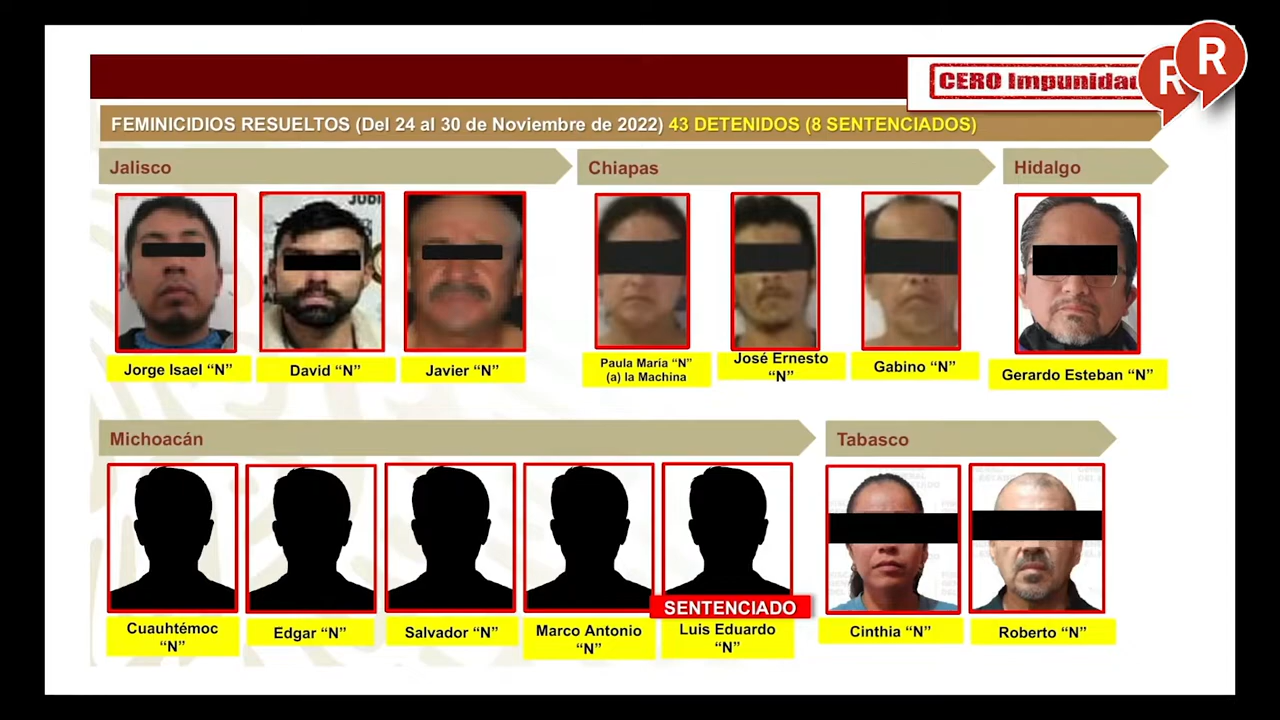 CERO Impunidad
R
R
FEMINICIDIOS RESUELTOS (Del 24 al 30 de Noviembre de 2022) 43 DETENIDOS (8 SENTENCIADOS)
Jalisco
Chiapas
Hidalgo
JUDI
Jorge Isael “N”
David “N”
Javier “N”
Paula María “N”
(a) la Machina
José Ernesto
“N”
Gabino “N”
Gerardo Esteban “N”
Michoacán
Tabasco
SENTENCIADO
Cuauhtémoc
“N”
Edgar “N”
Salvador “N”
Marco Antonio
“N”
Luis Eduardo
“N”
Cinthia “N”
Roberto “N”